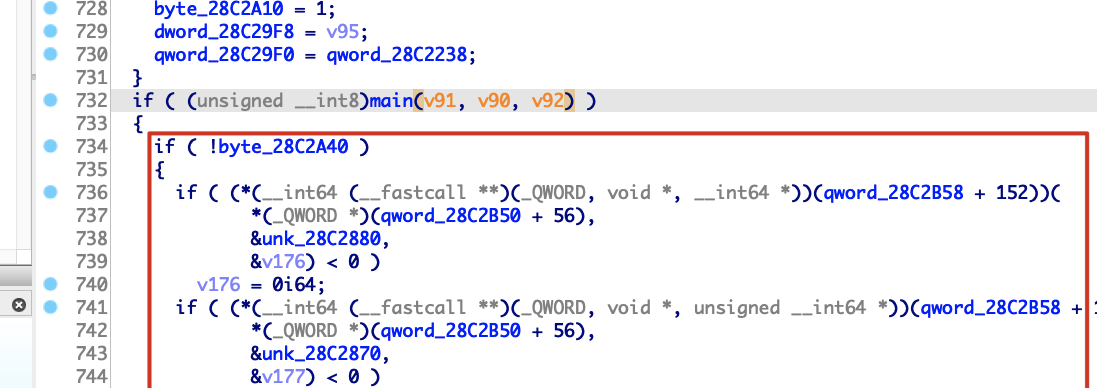 728 byte_28C2A10 = 1;
729 dword_28C29F8 = v95;
730 qword_28C29F0 = qword_28C2238;
731 }
732 if ( (unsigned __int8)main(v91, v90, v92) )
733 {
734 if ( !byte_28C2A40 )
735 {
736 if ( (*(__int64 (__fastcall **)(_QWORD, void *, __int64 *))(qword_28C2B58 + 152))(
737 *(_QWORD *)(qword_28C2B50 + 56),
738 &unk_28C2880,
739 &v176) < 0 )
740 v176 = 0i64;
741 if ( (*(__int64 (__fastcall **)(_QWORD, void *, unsigned __int64 *))(qword_28C2B58 +
742 *(_QWORD *)(qword_28C2B50 + 56),
743 &unk_28C2870,
744 &v177) < 0 )